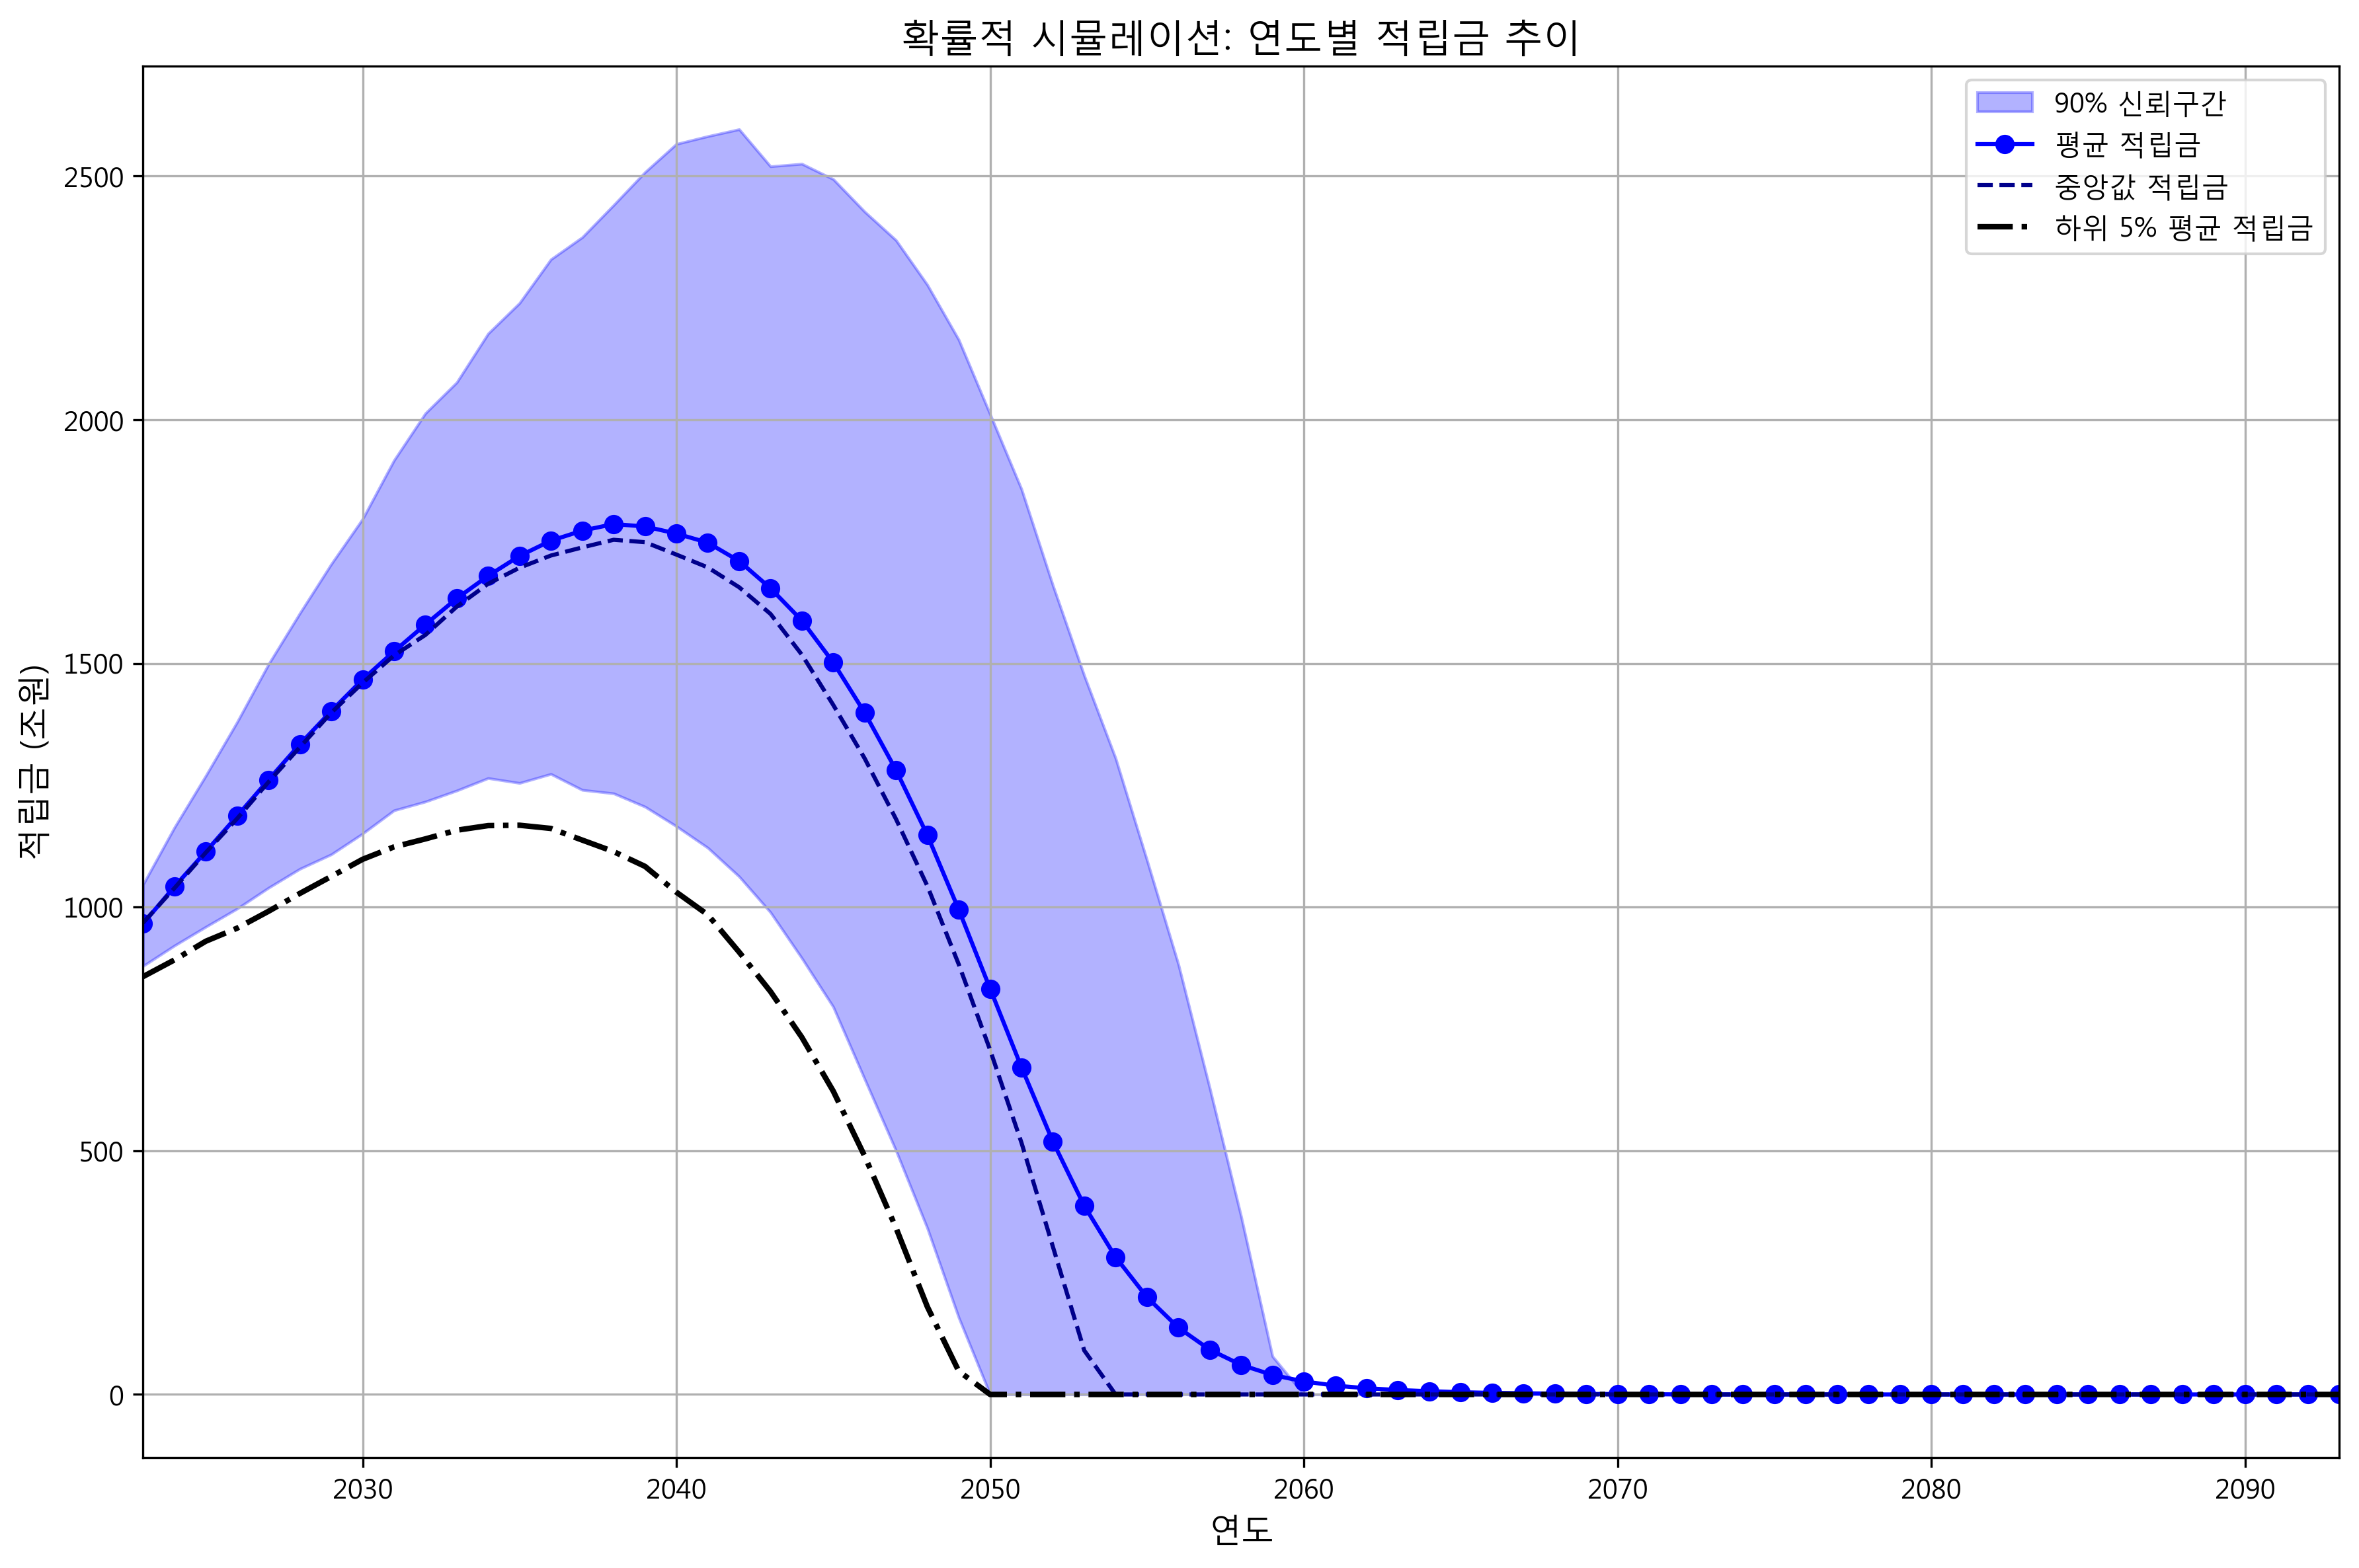 확률적 시뮬레이션: 연도별 적립금 추이
90% 신뢰구간
평균 적립금
중앙값 적립금
하위 5% 평균 적립금
적립금 (조원)
2500
2000
1500
1000
500
0
2030 2040 2050 2060 2070 2080 2090
연도